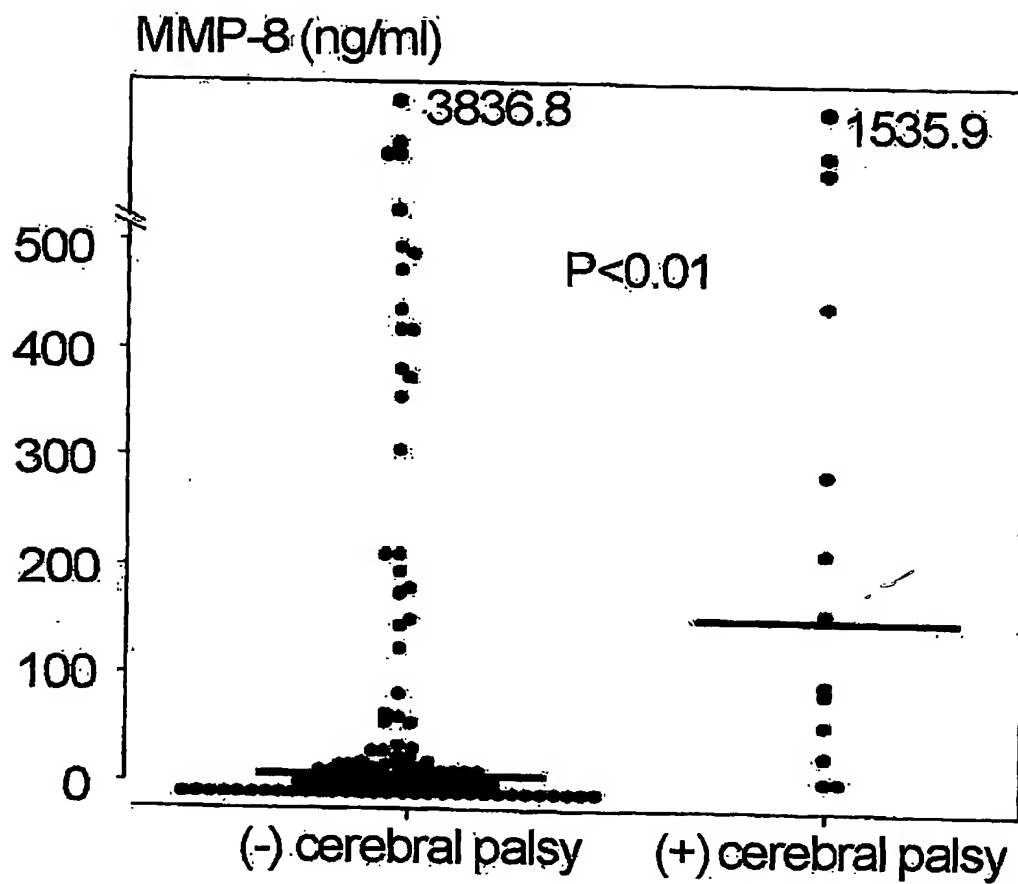 MMP-8 (ng/ml)
3836.8
1535.9
500
P<0.01
400
300
200
100
0
(-) cerebral palsy
(+) cerebral palsy